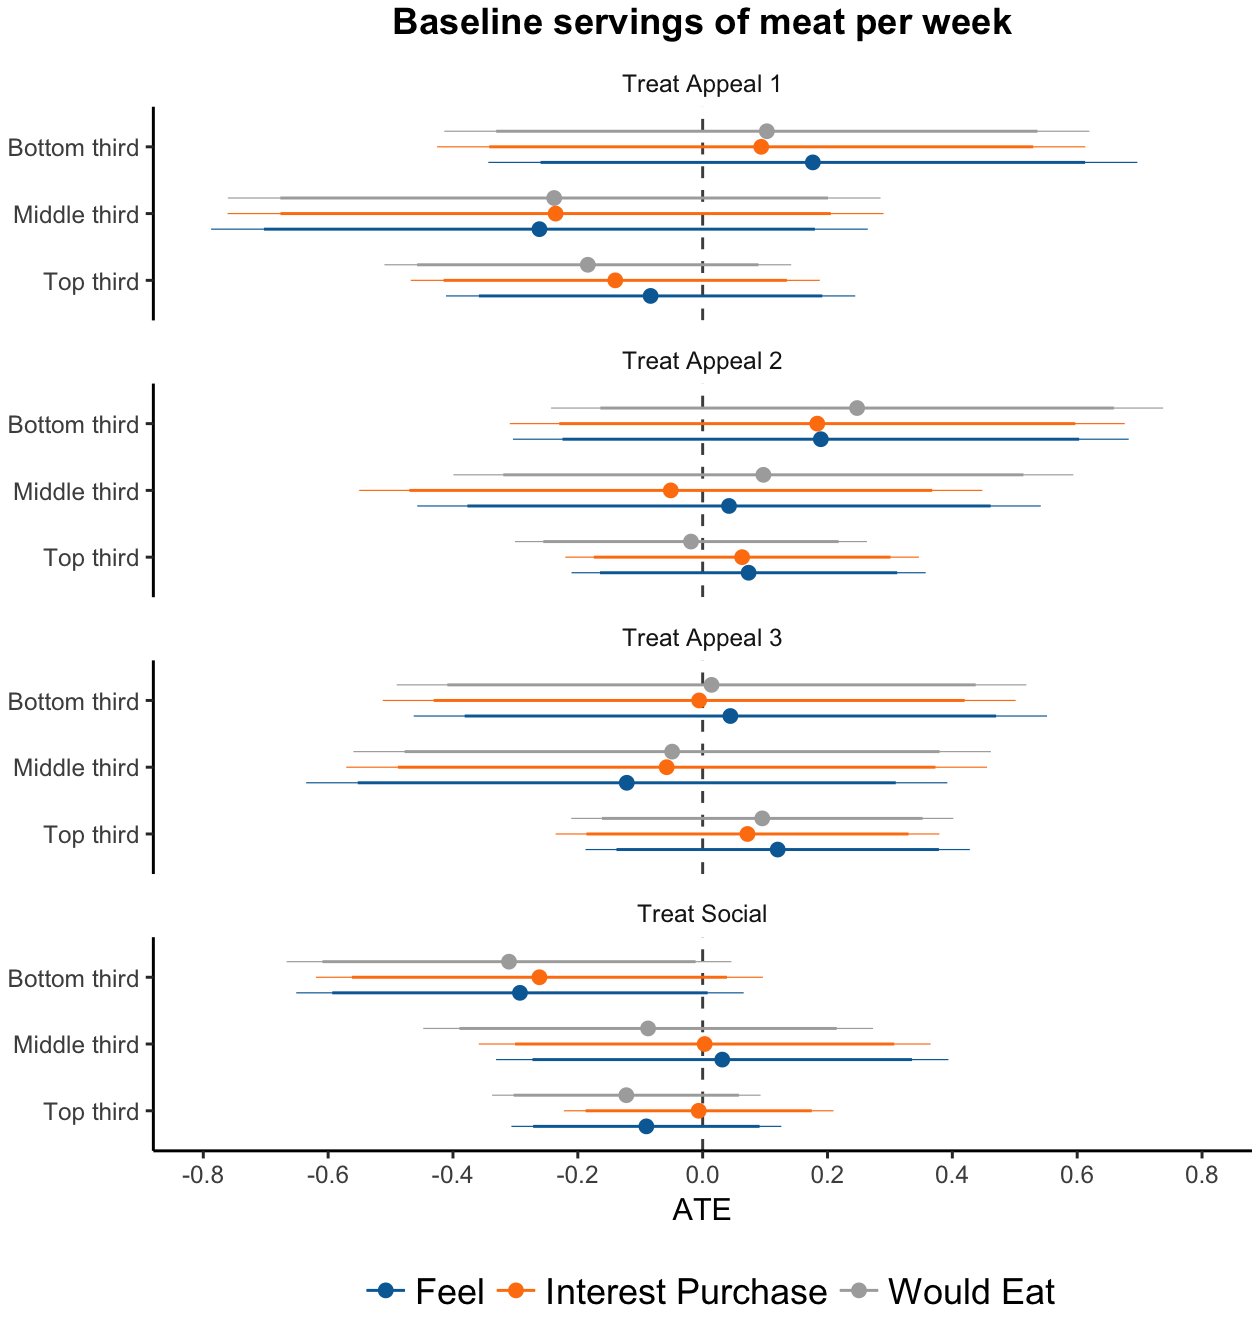 Baseline servings of meat per week
Treat Appeal 1
Bottom third
Middle third
Top third
Treat Appeal 2
Bottom third
Middle third
Top third
Treat Appeal 3
Bottom third
Middle third
Top third
Treat Social
Bottom third
Middle third
Top third
-0.8 -0.6 -0.4 -0.2 0.0 0.2 0.4 0.6 0.8
ATE
Feel Interest Purchase Would Eat